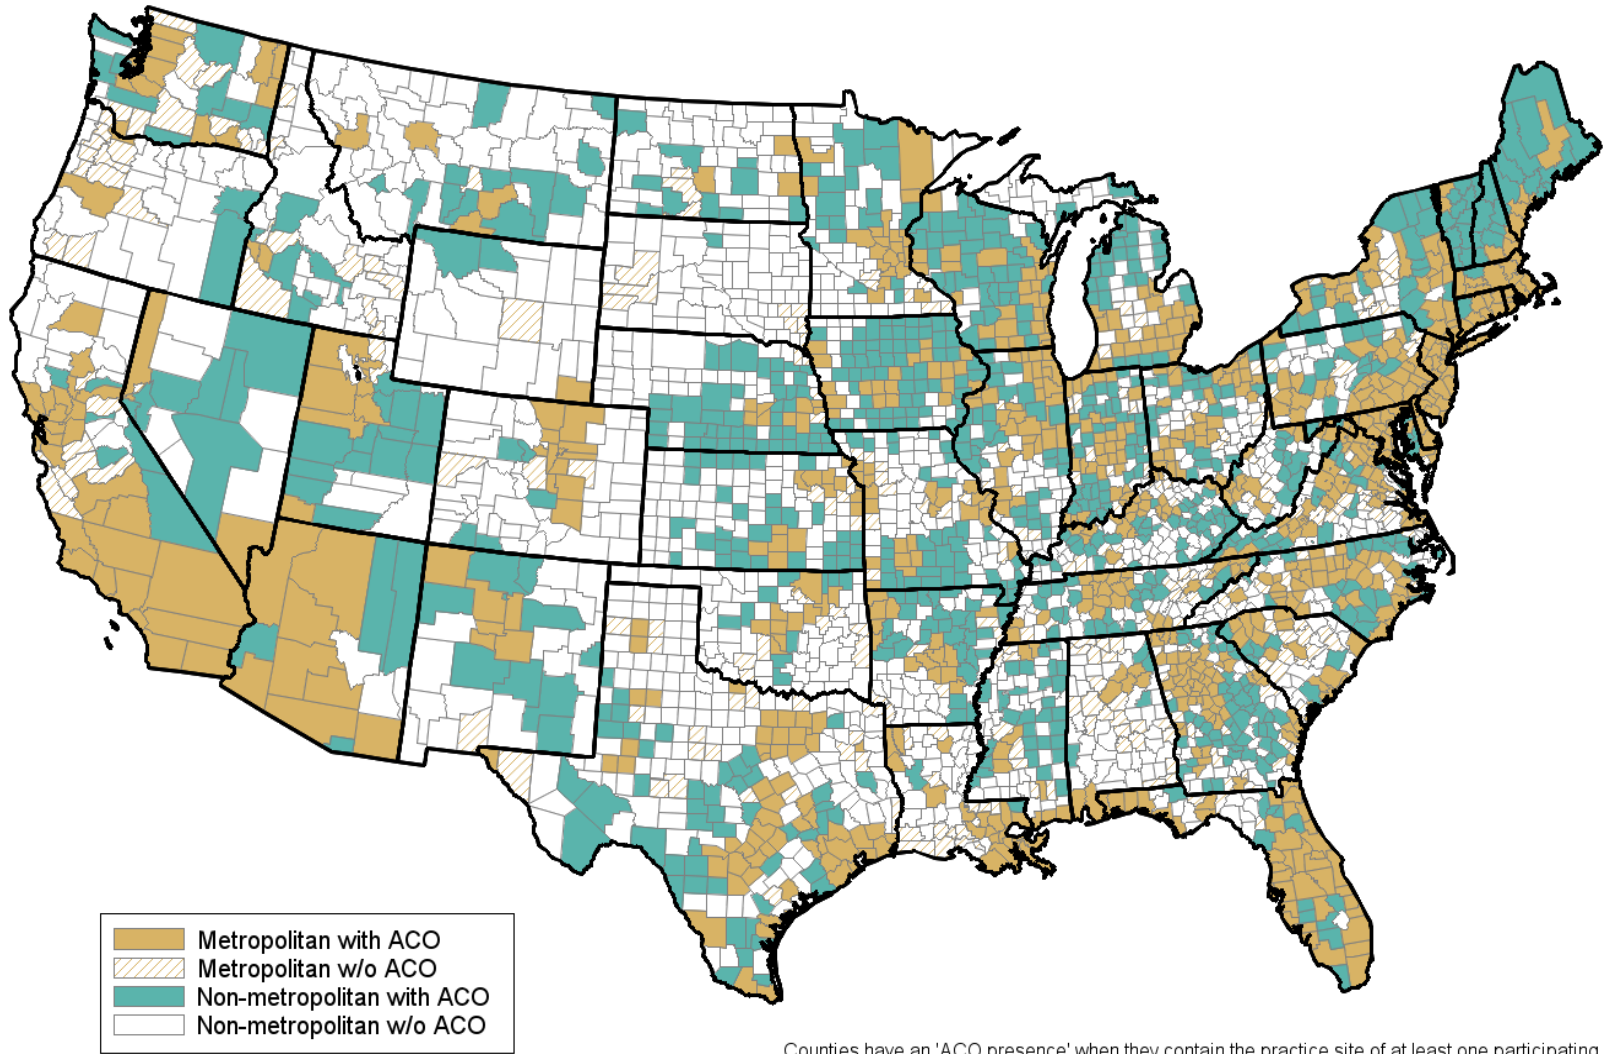 Metropolitan with ACO
Metropolitan w/o ACO
Non-metropolitan with ACO
Non-metropolitan w/o ACO
Counties have an 'ACO presence' when they contain the practice site of at least one participating